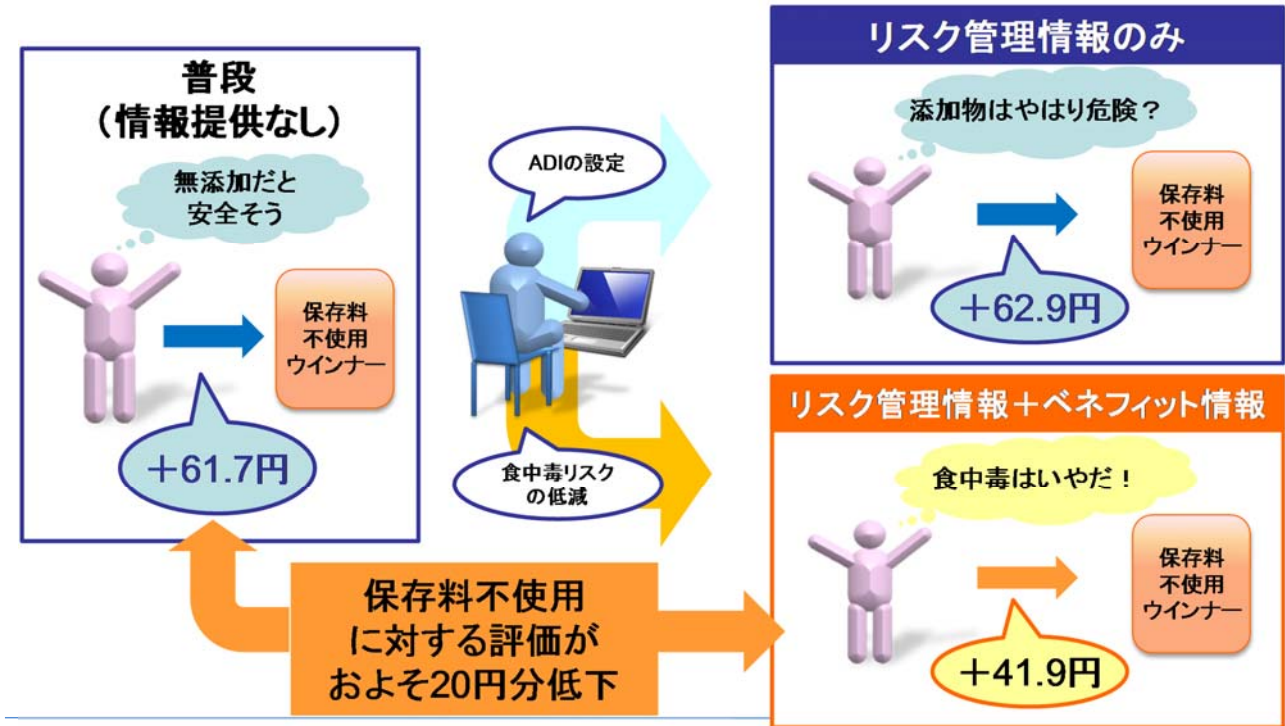 普段
(情報提供なし)
無添加だと
安全そう
保存料
不使用
ウインナー
+61.7円
ADIの設定
食中毒リスク
の低減
リスク管理情報のみ
添加物はやはり危険?
保存料
不使用
ウインナー
+62.9円
リスク管理情報+ベネフィット情報
食中毒はいやだ!
保存料
不使用
ウインナー
+41.9円
保存料不使用
に対する評価が
およそ20円分低下